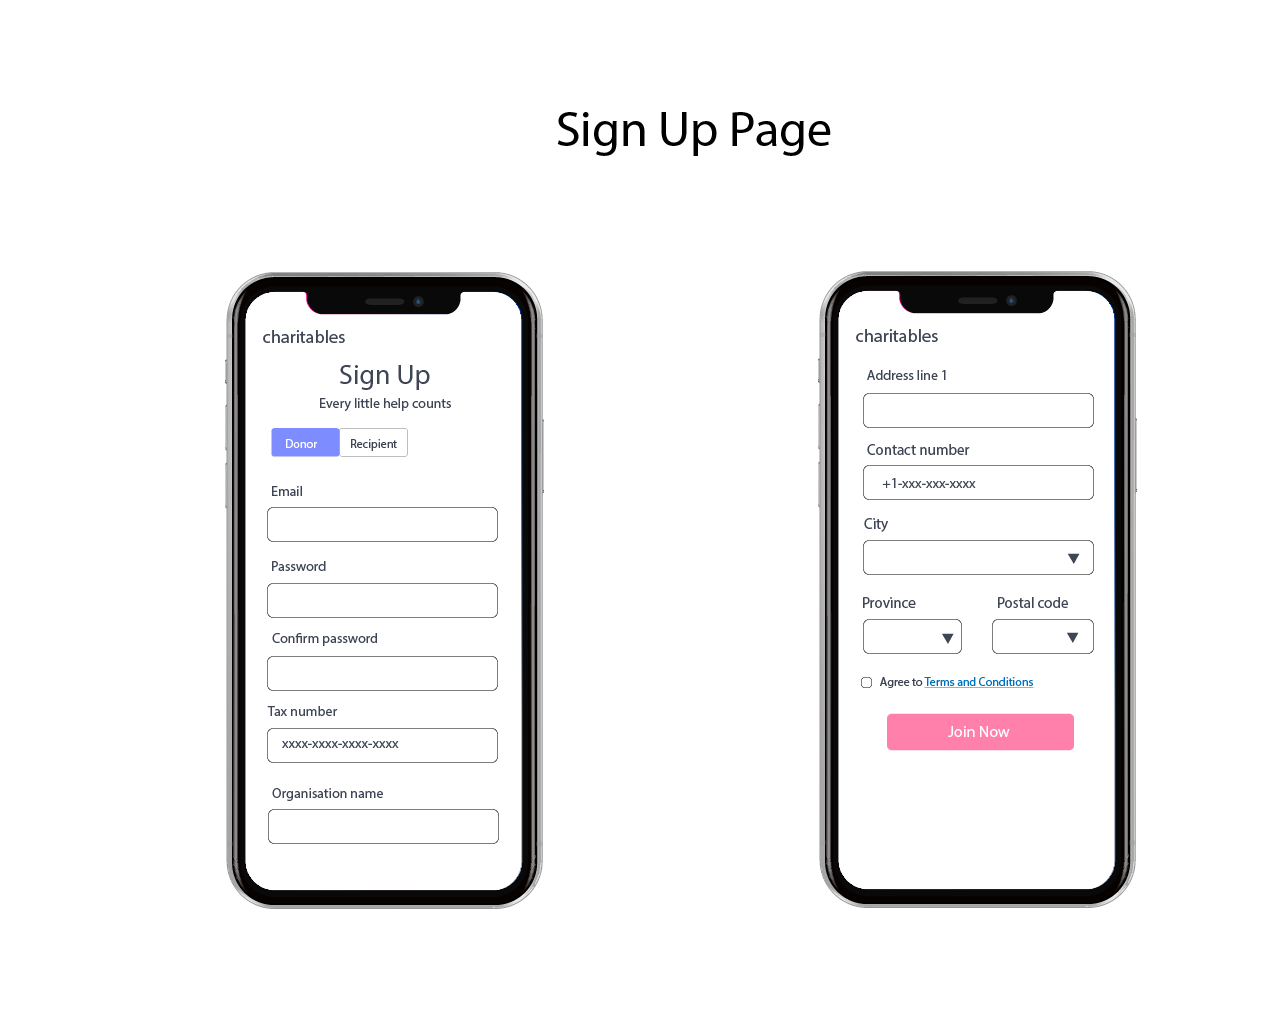 Sign Up Page
charitables
Sign Up
Every little help counts
Donor Recipient
Email
Password
Confirm password
Tax number
xxxx-xxxx-xxxx-xxxx
Organisation name
charitables
Address line 1
Contact number
+1-xxx-xxx-xxxx
City
Province Postal code
Agree to Terms and Conditions
Join Now